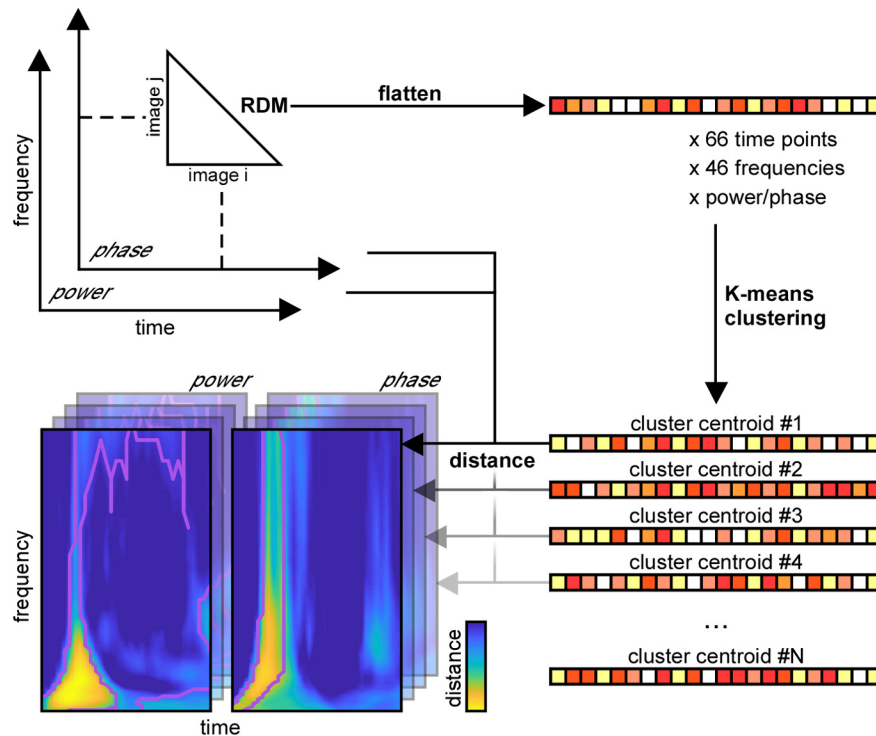 frequency
image j
RDM
flatten
image i
x 66 time points
x 46 frequencies
x power/phase
phase
power
time
K-means
clustering
power
phase
cluster centroid #1
distance
cluster centroid #2
cluster centroid #3
cluster centroid #4
...
cluster centroid #N
frequency
distance
time